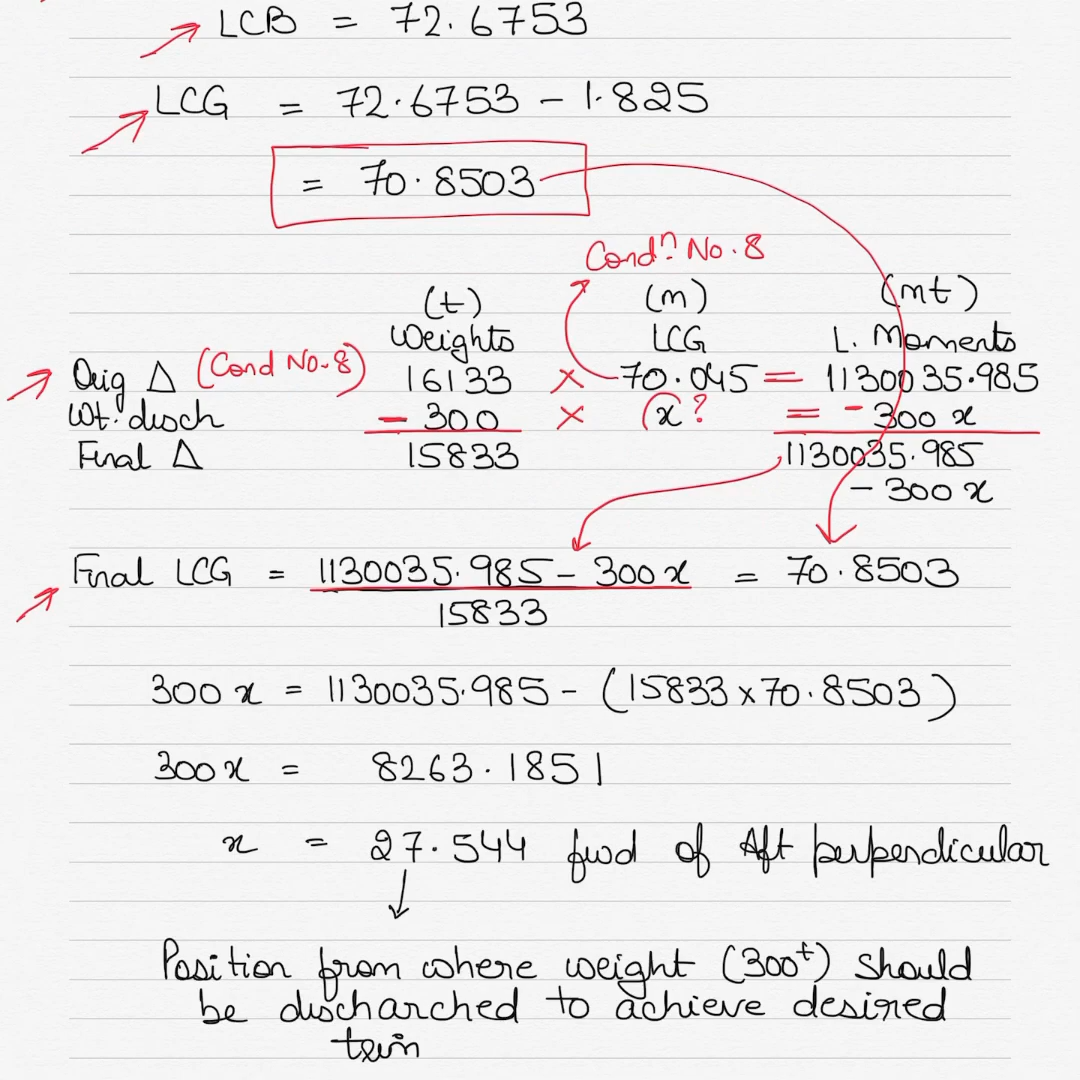 LCB = 72.6753
LCG = 72.6753 - 1.825
= 70.8503
Cond? No.8
(t) (m) (mt)
Weights LCG L. Moments
Orig Δ (Cond No.8) 16133 × 70.045 = 1130035.985
Wt. disch - 300 × (x? = - 300 x
Final Δ 15833 1130035.985
- 300 x
Final LCG = 1130035.985 - 300 x = 70.8503
15833
300 x = 1130035.985 - (15833 x 70.8503)
300 x = 8263.1851
x = 27.544 fwd of Aft perpendicular
Position from where weight (300t) should
be discharched to achieve desired
trim